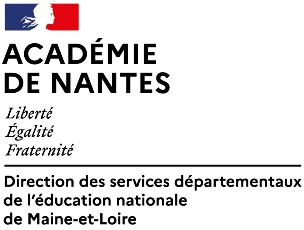 ACADÉMIE
DE NANTES
Liberté
Égalité
Fraternité
Direction des services départementaux
de l’éducation nationale
de Maine-et-Loire